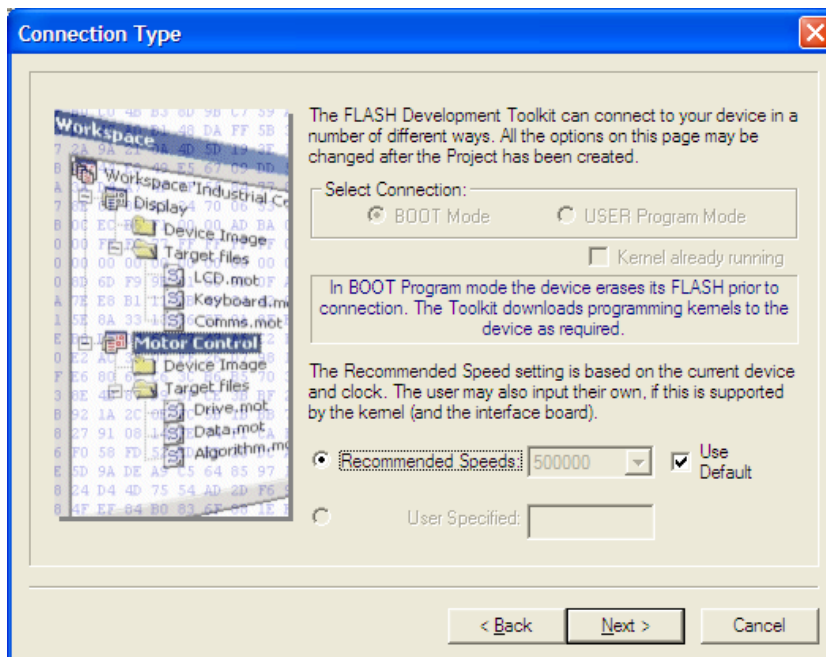 Connection Type
The FLASH Development Toolkit can connect to your device in a
number of different ways. All the options on this page may be
changed after the Project has been created.
Select Connection:
BOOT Mode
USER Program Mode
Kernel already running
In BOOT Program mode the device erases its FLASH prior to
connection. The Toolkit downloads programming kernels to the
device as required.
The Recommended Speed setting is based on the current device
and clock. The user may also input their own, if this is supported
by the kernel (and the interface board).
Recommended Speeds:
500000
Use
Default
User Specified:
Workspace
Workspace
Display
Device Image
Target files
LCD.mot
Keyboard
Comms.mot
Motor Control
Device Image
Target files
Drive.mot
Data.mot
< Back
Next >
Cancel